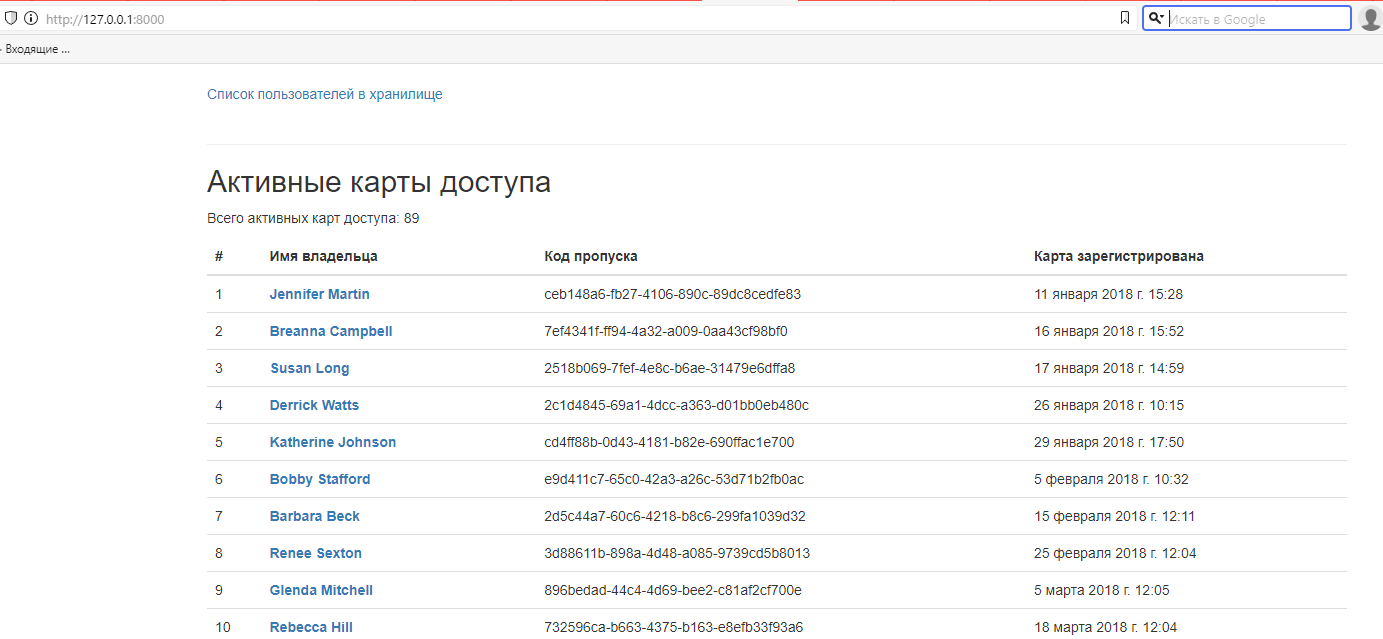 http://127.0.0.1:8000
Искать в Google
Входящие ...
Список пользователей в хранилище
Активные карты доступа
Всего активных карт доступа: 89
# Имя владельца Код пропуска Карта зарегистрирована
1 Jennifer Martin ceb148a6-fb27-4106-890c-89dc8cedfe83 11 января 2018 г. 15:28
2 Breanna Campbell 7ef4341f-ff94-4a32-a009-0aa43cf98bf0 16 января 2018 г. 15:52
3 Susan Long 2518b069-7fef-4e8c-b6ae-31479e6dffa8 17 января 2018 г. 14:59
4 Derrick Watts 2c1d4845-69a1-4dcc-a363-d01bb0eb480c 26 января 2018 г. 10:15
5 Katherine Johnson cd4ff88b-0d43-4181-b82e-690ffac1e700 29 января 2018 г. 17:50
6 Bobby Stafford e9d411c7-65c0-42a3-a26c-53d71b2fb0ac 5 февраля 2018 г. 10:32
7 Barbara Beck 2d5c44a7-60c6-4218-b8c6-299fa1039d32 15 февраля 2018 г. 12:11
8 Renee Sexton 3d88611b-898a-4d48-a085-9739cd5b8013 25 февраля 2018 г. 12:04
9 Glenda Mitchell 896bedad-44c4-4d69-bee2-c81af2cf700e 5 марта 2018 г. 12:05
10 Rebecca Hill 732596ca-b663-4375-b163-e8efb33f93a6 18 марта 2018 г. 12:04